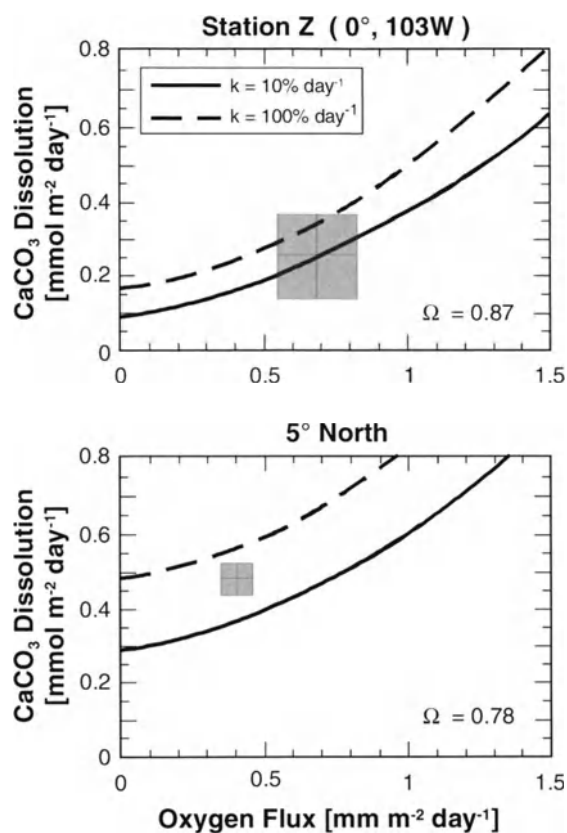 Station Z ( 0°, 103W )
k = 10% day⁻¹
k = 100% day⁻¹
CaCO₃ Dissolution
[mmol m⁻² day⁻¹]
0.8
0.6
0.4
0.2
0
Ω = 0.87
0 0.5 1 1.5
5° North
CaCO₃ Dissolution
[mmol m⁻² day⁻¹]
0.8
0.6
0.4
0.2
0
Ω = 0.78
0 0.5 1 1.5
Oxygen Flux [mm m⁻² day⁻¹]